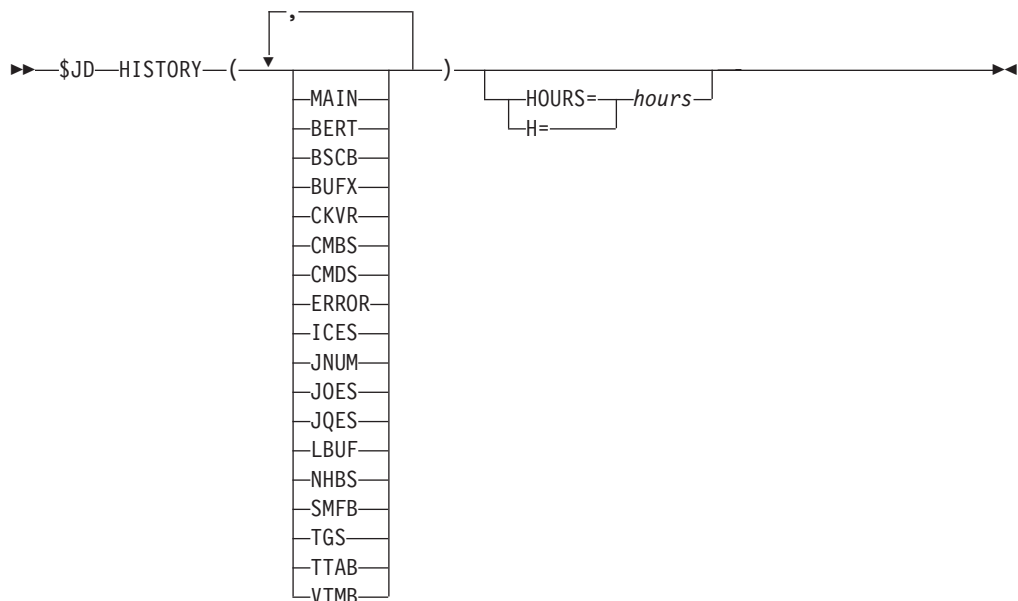 ,
$JD HISTORY ( ) HOURS= hours
H=
MAIN
BERT
BSCB
BUFX
CKVR
CMBS
CMDS
ERROR
ICES
JNUM
JOES
JQES
LBUF
NHBS
SMFB
TGS
TTAB
VTMB